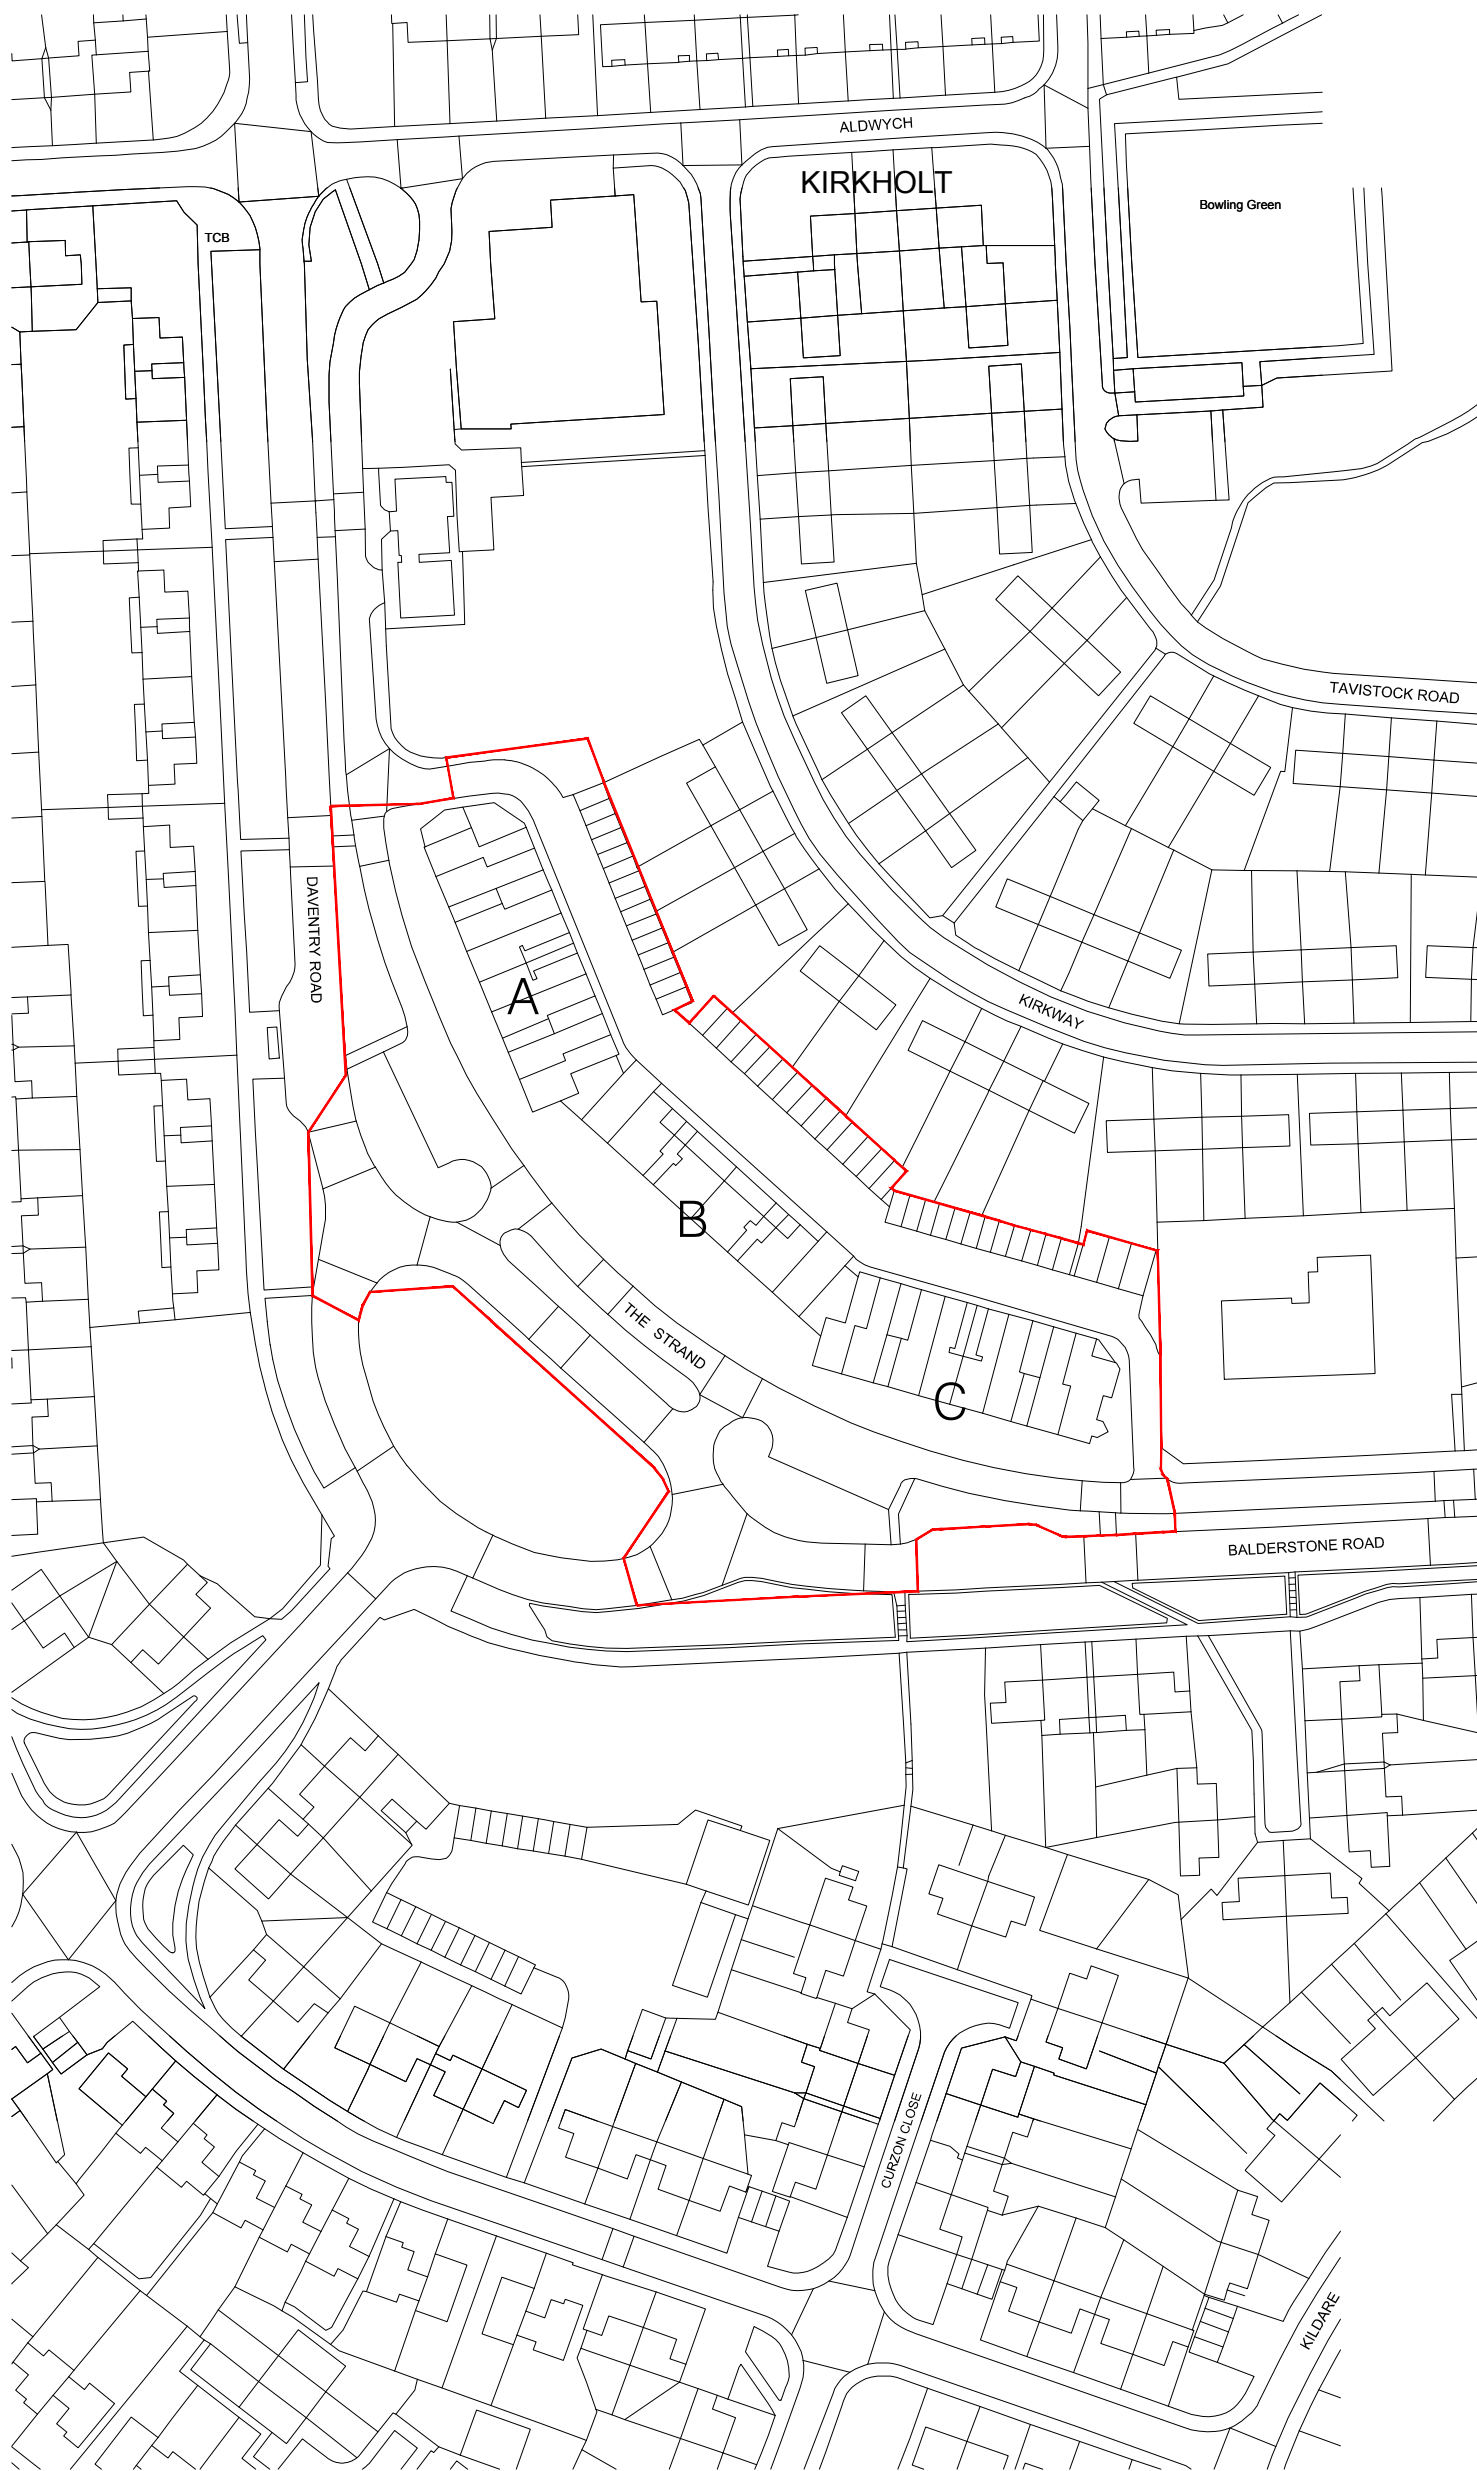 ALDWYCH
KIRKHOLT
Bowling Green
TCB
TAVISTOCK ROAD
DAVENTRY ROAD
A
KIRKWAY
B
THE STRAND
C
BALDERSTONE ROAD
CURZON CLOSE
KILDARE